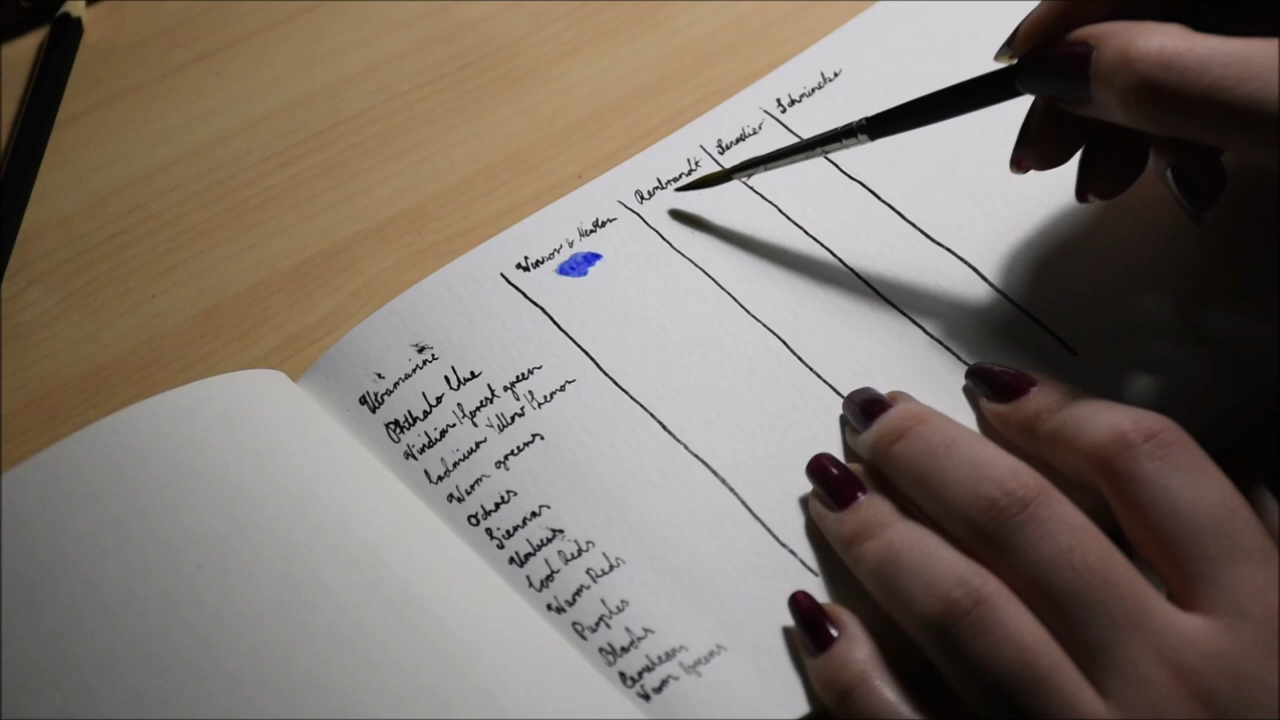 Winsor & Newton
Rembrandt
Senelier
Schmincke
Ultramarine
Phthalo blue
Viridian/forest green
Cadmium Yellow/lemon
Warm greens
Ochres
Siennas
Umbers
Cool Reds
Warm Reds
Purples
Blacks
Cerulean
Warm Greens